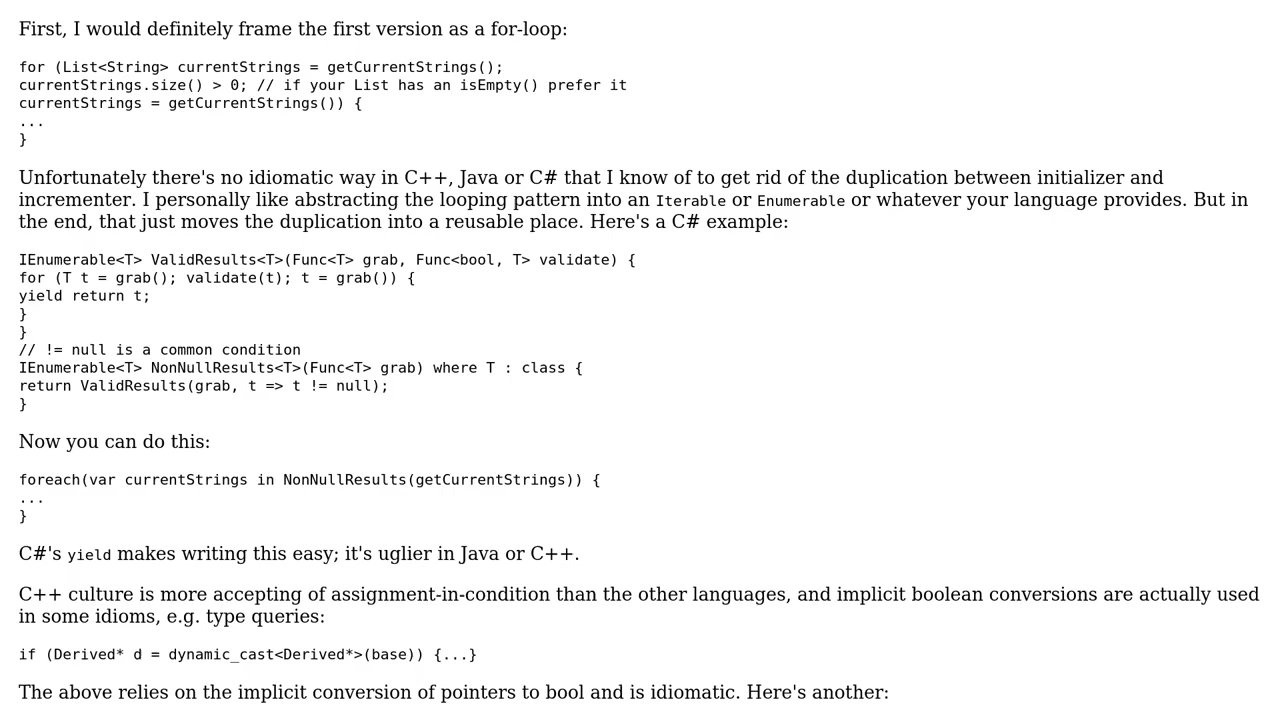 First, I would definitely frame the first version as a for-loop:
for (List<String> currentStrings = getCurrentStrings();
currentStrings.size() > 0; // if your List has an isEmpty() prefer it
currentStrings = getCurrentStrings()) {
...
}
Unfortunately there's no idiomatic way in C++, Java or C# that I know of to get rid of the duplication between initializer and
incrementer. I personally like abstracting the looping pattern into an Iterable or Enumerable or whatever your language provides. But in
the end, that just moves the duplication into a reusable place. Here's a C# example:
IEnumerable<T> ValidResults<T>(Func<T> grab, Func<bool, T> validate) {
for (T t = grab(); validate(t); t = grab()) {
yield return t;
}
}
// != null is a common condition
IEnumerable<T> NonNullResults<T>(Func<T> grab) where T : class {
return ValidResults(grab, t => t != null);
}
Now you can do this:
foreach(var currentStrings in NonNullResults(getCurrentStrings)) {
...
}
C#'s yield makes writing this easy; it's uglier in Java or C++.
C++ culture is more accepting of assignment-in-condition than the other languages, and implicit boolean conversions are actually used
in some idioms, e.g. type queries:
if (Derived* d = dynamic_cast<Derived*>(base)) {...}
The above relies on the implicit conversion of pointers to bool and is idiomatic. Here's another: